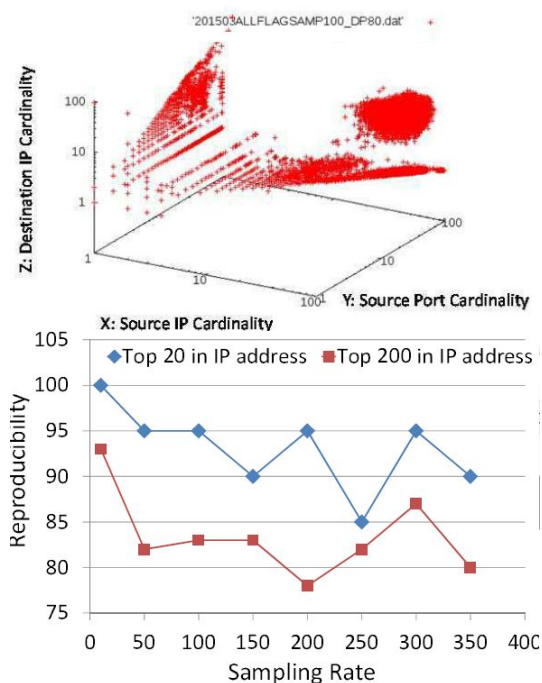 '201503ALLFLAGSAMP100_DP80.dat'
Z: Destination IP Cardinality
100
10
1
1
10
100
1
10
100
Y: Source Port Cardinality
X: Source IP Cardinality
105
100
95
90
85
80
75
Reproducibility
Top 20 in IP address
Top 200 in IP address
0 50 100 150 200 250 300 350 400
Sampling Rate